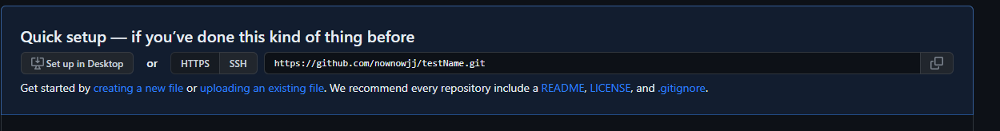 Quick setup — if you’ve done this kind of thing before
Set up in Desktop or HTTPS SSH https://github.com/nownowjj/testName.git
Get started by creating a new file or uploading an existing file. We recommend every repository include a README, LICENSE, and .gitignore.